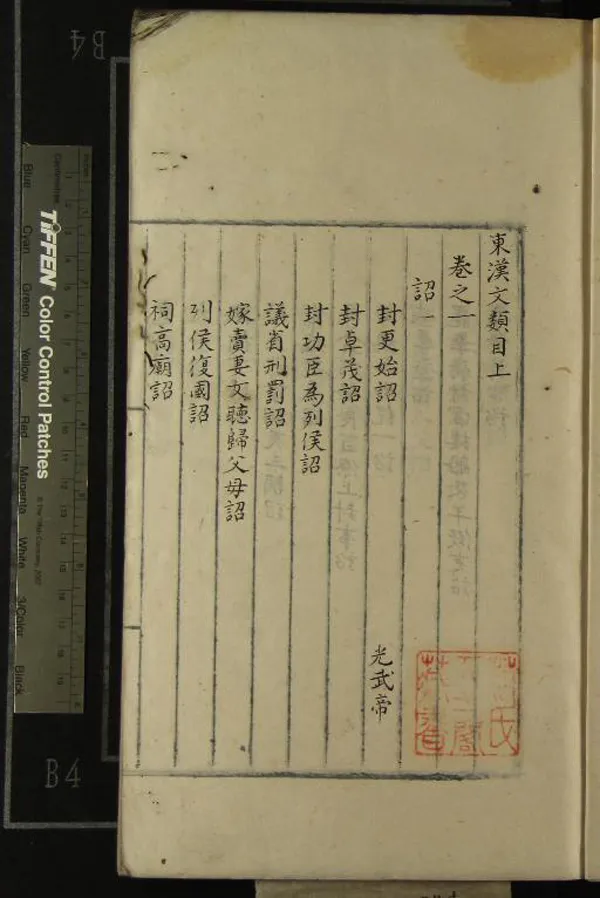 東漢文類目上
卷之一
詔一
封更始詔
光武帝
封卓茂詔
封功臣為列侯詔
議省刑罰詔
嫁賣妻女聽歸父母詔
列侯復國詔
祠高廟詔
B4
B4
TIFFEN Color Control Patches
Centimetres
Blue
Cyan
Green
Yellow
Red
Magenta
White
3/Color
Black